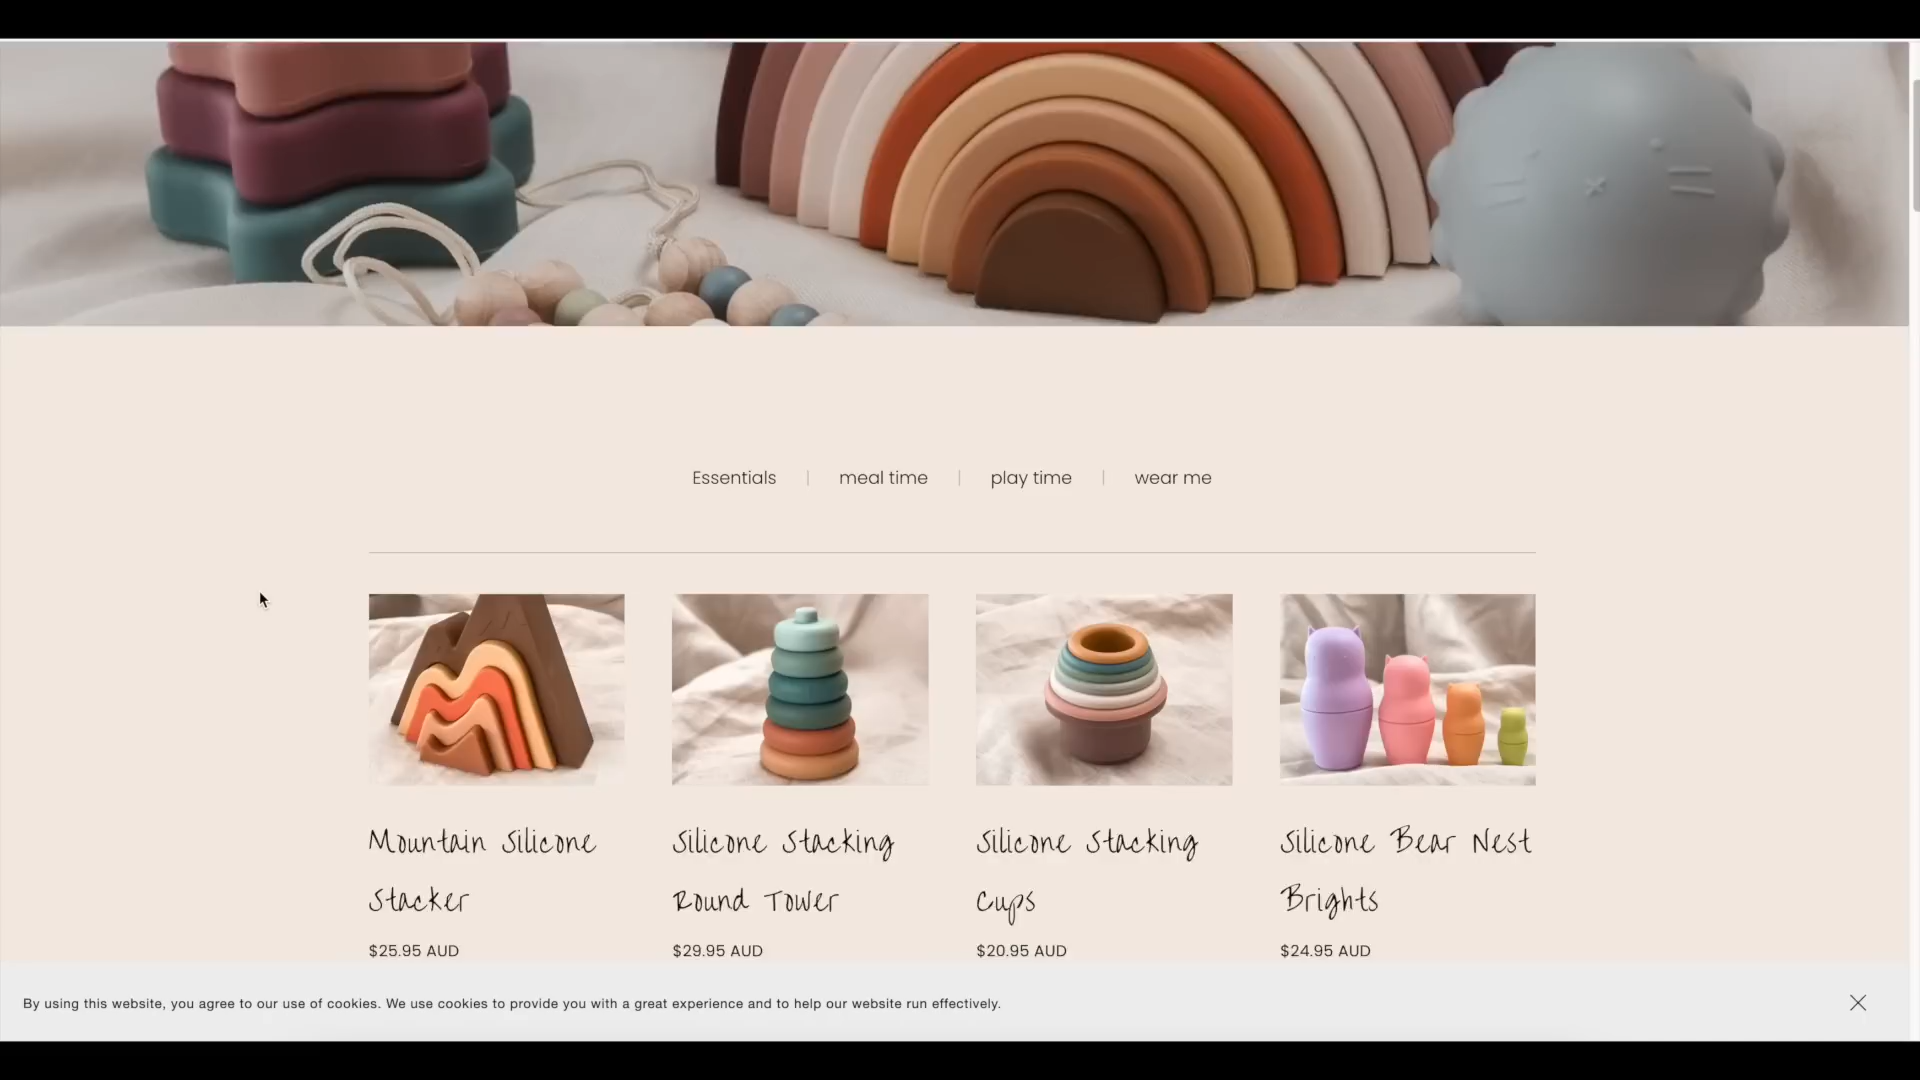 Essentials | meal time | play time | wear me
Mountain Silicone
Stacker
$25.95 AUD
Silicone Stacking
Round Tower
$29.95 AUD
Silicone Stacking
Cups
$20.95 AUD
Silicone Bear Nest
Brights
$24.95 AUD
By using this website, you agree to our use of cookies. We use cookies to provide you with a great experience and to help our website run effectively.